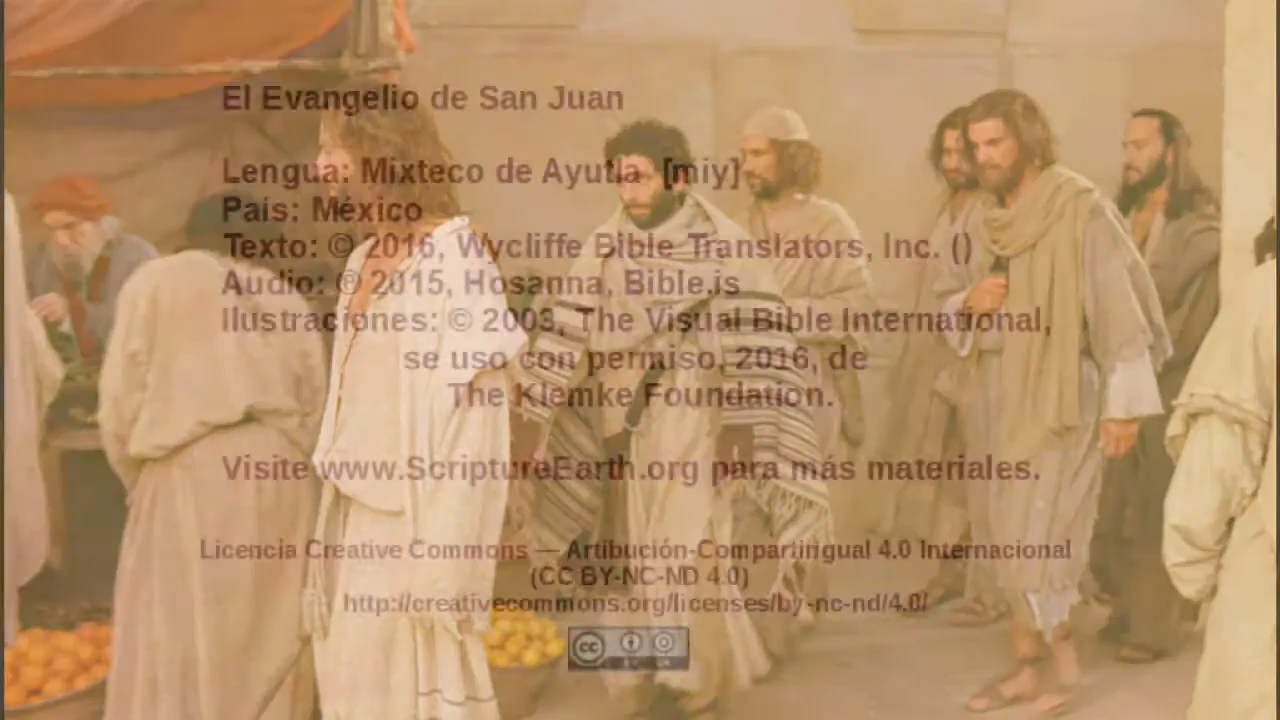 El Evangelio de San Juan
Lengua: Mixteco de Ayutla [miy]
País: México
Texto: © 2016, Wycliffe Bible Translators, Inc. ()
Audio: ℗ 2015, Hosanna, Bible.is
Ilustraciones: © 2003, The Visual Bible International,
se uso con permiso, 2016, de
The Klemke Foundation.
Visite www.ScriptureEarth.org para más materiales.
Licencia Creative Commons — Artibución-CompartirIgual 4.0 Internacional
(CC BY-NC-ND 4.0)
http://creativecommons.org/licenses/by-nc-nd/4.0/
cc